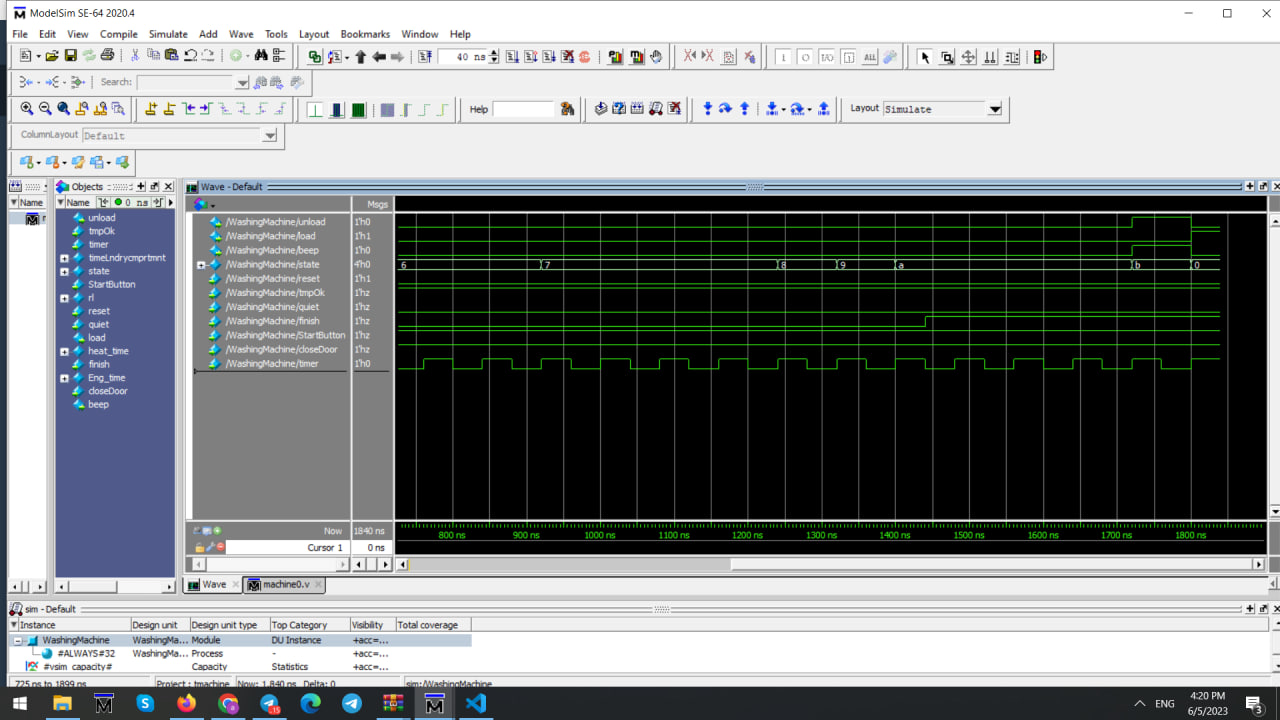 ModelSim SE-64 2020.4
File Edit View Compile Simulate Add Wave Tools Layout Bookmarks Window Help
40 ns
ALL
Search:
Help
Layout Simulate
ColumnLayout Default
Objects
Wave - Default
Name
Name
0 ns
Msgs
unload
tmpOk
timer
timeLndrycmprtmnt
state
StartButton
rl
reset
quiet
load
heat_time
finish
Eng_time
closeDoor
beep
/WashingMachine/unload 1'h0
/WashingMachine/load 1'h1
/WashingMachine/beep 1'h0
/WashingMachine/state 4'h0 6 7 8 9 a b 0
/WashingMachine/reset 1'h1
/WashingMachine/tmpOk 1'hz
/WashingMachine/quiet 1'hz
/WashingMachine/finish 1'hz
/WashingMachine/StartButton 1'hz
/WashingMachine/closeDoor 1'hz
/WashingMachine/timer 1'h0
Now 1840 ns
800 ns 900 ns 1000 ns 1100 ns 1200 ns 1300 ns 1400 ns 1500 ns 1600 ns 1700 ns 1800 ns
Cursor 1 0 ns
Wave machine0.v
sim - Default
Instance Design unit Design unit type Top Category Visibility Total coverage
WashingMachine WashingMa... Module DU Instance +acc=...
#ALWAYS#32 WashingMa... Process - +acc=...
#vsim_capacity# Capacity Statistics +acc=...
725 ns to 1899 ns Project : tmachine Now: 1,840 ns Delta: 0 sim:/WashingMachine
15
ENG
4:20 PM
6/5/2023
3